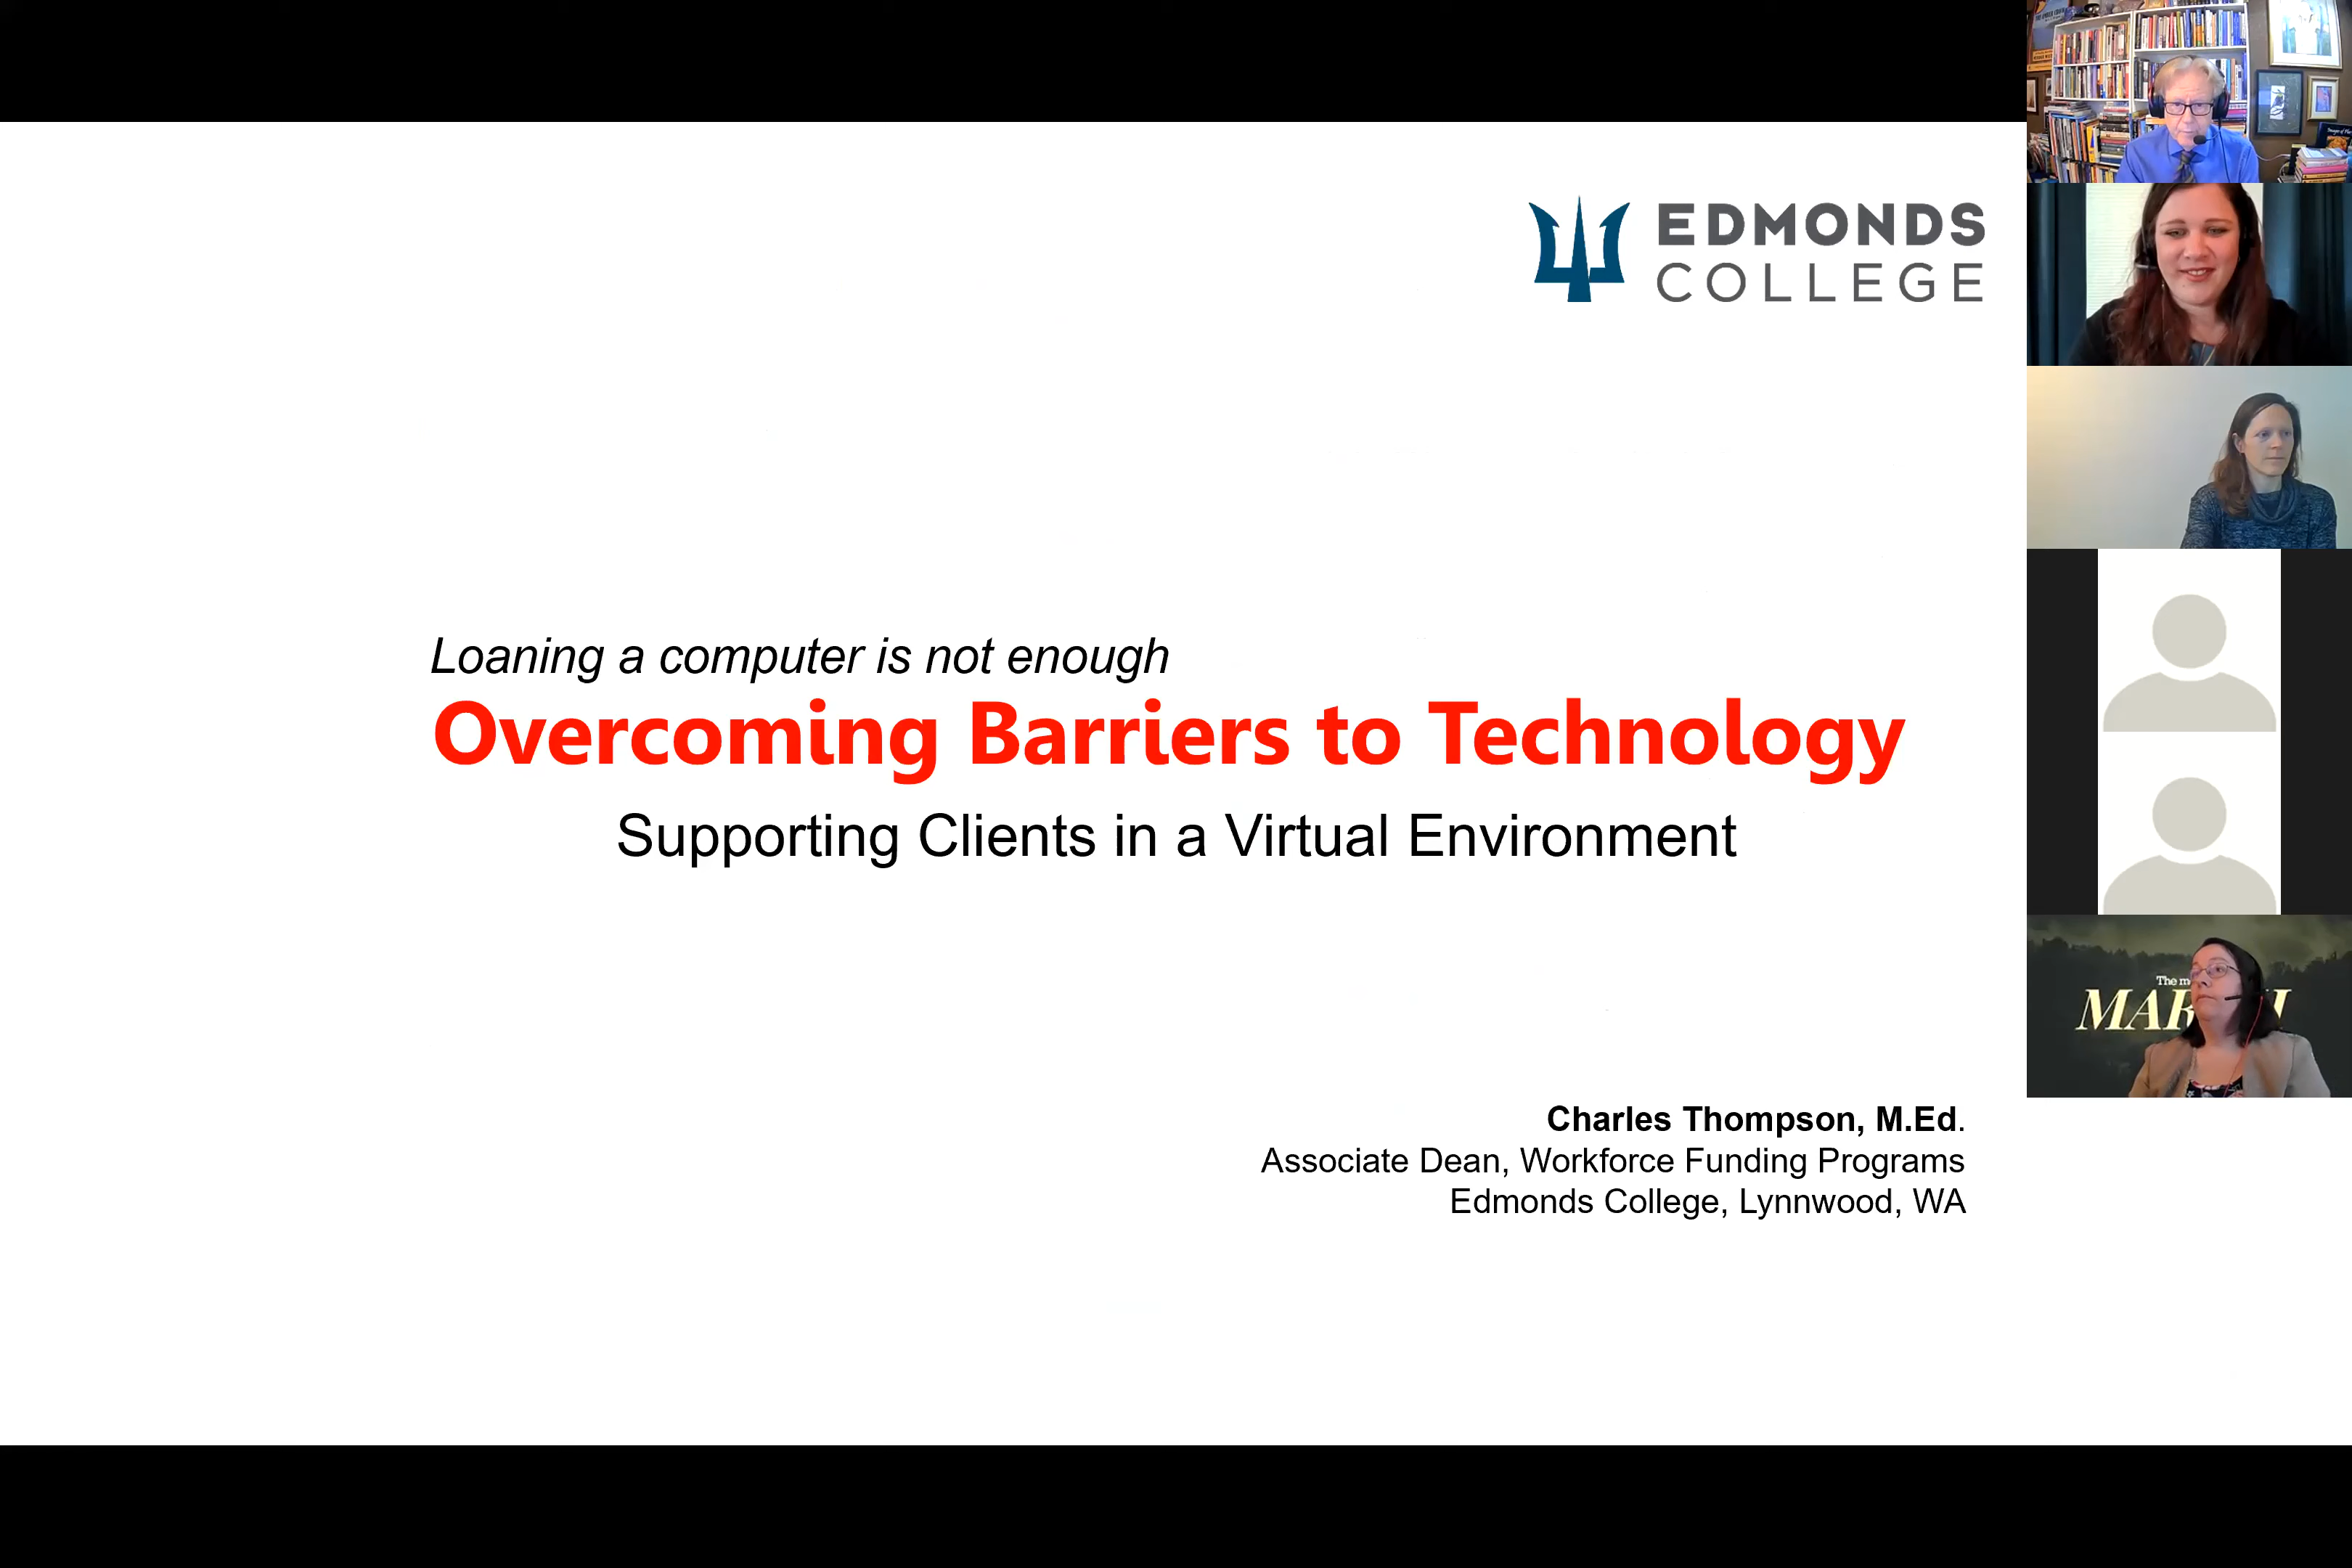 EDMONDS
COLLEGE
Loaning a computer is not enough
Overcoming Barriers to Technology
Supporting Clients in a Virtual Environment
The
Charles Thompson, M.Ed.
Associate Dean, Workforce Funding Programs
Edmonds College, Lynnwood, WA